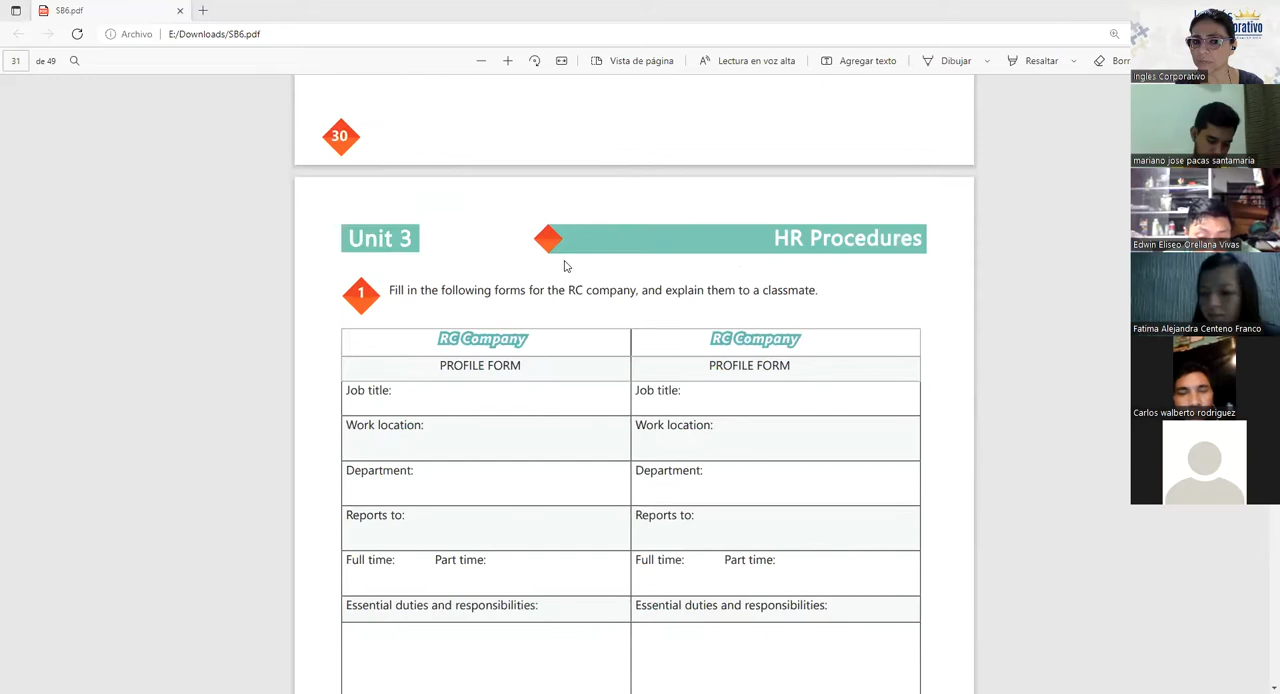 SB6.pdf
Archivo
E:/Downloads/SB6.pdf
31 de 49
Vista de página
Lectura en voz alta
Agregar texto
Dibujar
Resaltar
Borr
30
Unit 3
HR Procedures
1
Fill in the following forms for the RC company, and explain them to a classmate.
RC Company
RC Company
PROFILE FORM
PROFILE FORM
Job title:
Job title:
Work location:
Work location:
Department:
Department:
Reports to:
Reports to:
Full time: Part time:
Full time: Part time:
Essential duties and responsibilities:
Essential duties and responsibilities:
Ingles Corporativo
mariano jose pacas santamaria
Edwin Eliseo Orellana Vivas
Fatima Alejandra Centeno Franco
Carlos walberto rodriguez